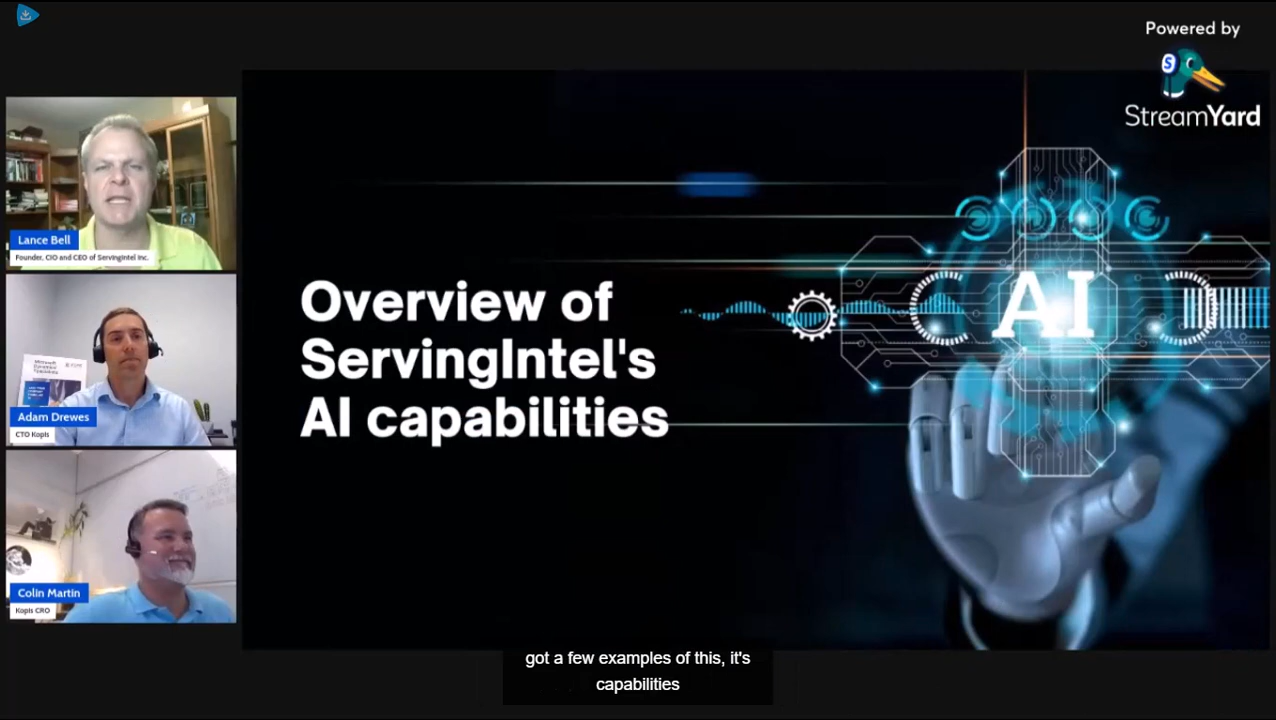 Powered by
S
StreamYard
Lance Bell
Founder, CIO and CEO of ServingIntel Inc.
Adam Drewes
CTO Kopis
Colin Martin
Kopis CRO
Overview of
ServingIntel's
AI capabilities
AI
got a few examples of this, it's
capabilities